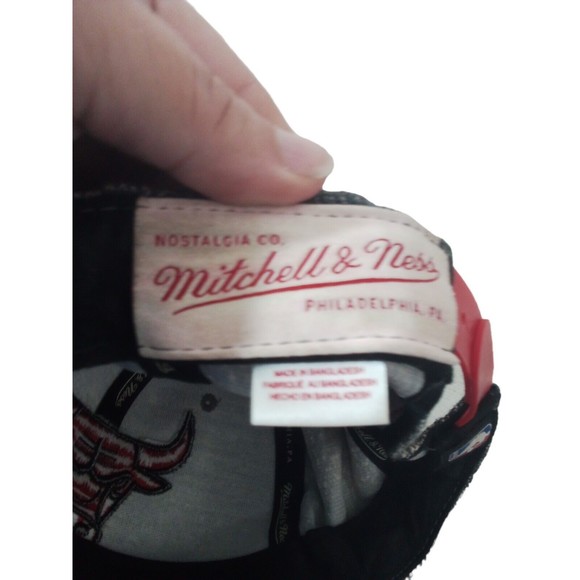 NOSTALGIA CO.
Mitchell & Ness
PHILADELPHIA, PA.
MADE IN BANGLADESH
FABRIQUÉ AU BANGLADESH
HECHO EN BANGLADESH